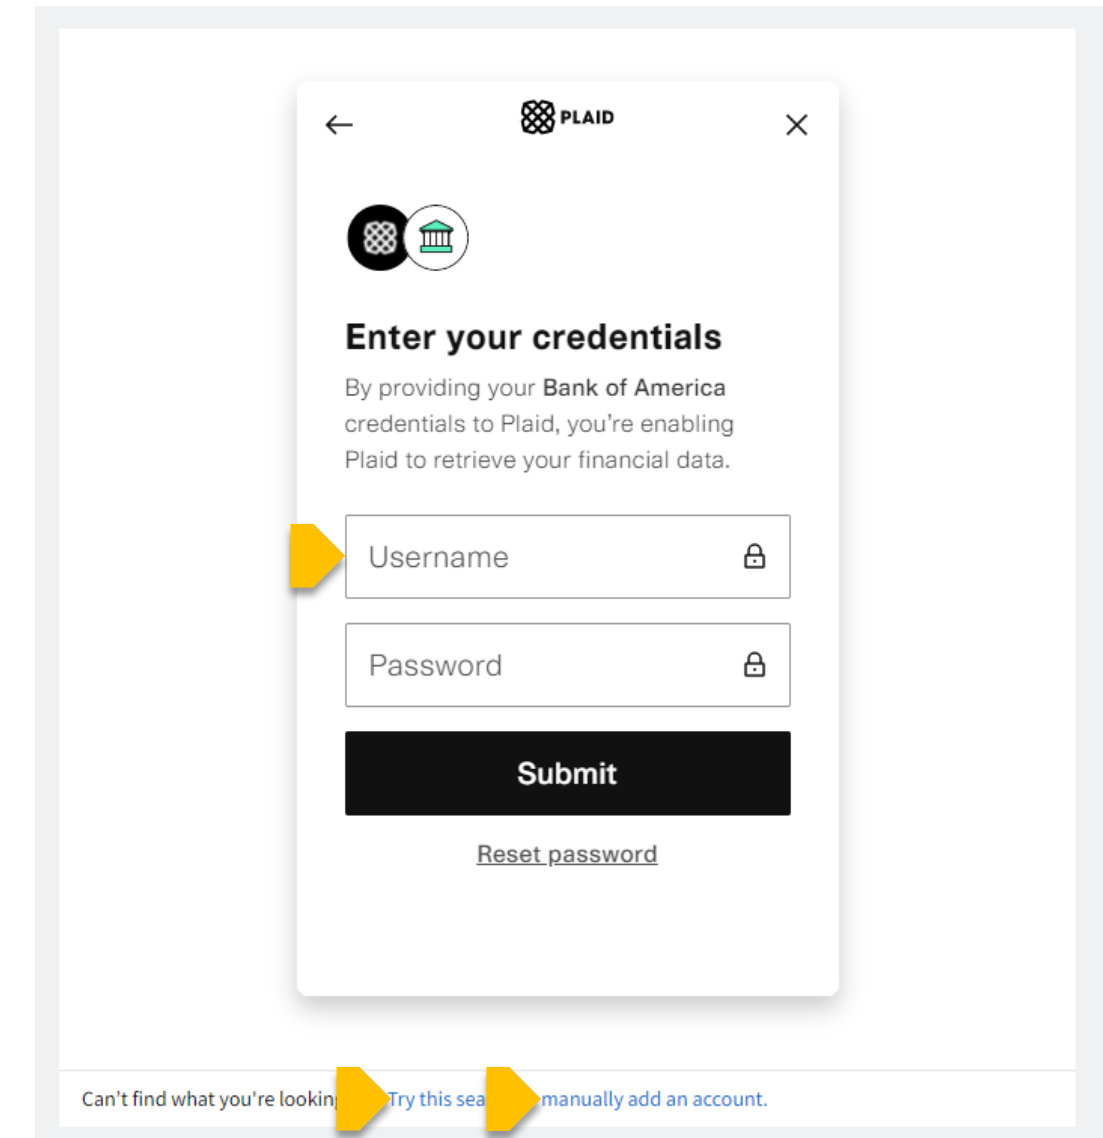 PLAID
Enter your credentials
By providing your Bank of America
credentials to Plaid, you’re enabling
Plaid to retrieve your financial data.
Username
Password
Submit
Reset password
Can't find what you're Try this manually add an account.